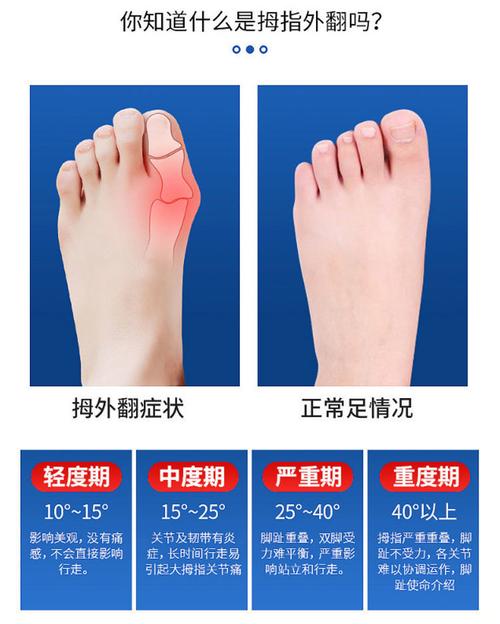 你知道什么是拇指外翻吗？
拇外翻症状
正常足情况
轻度期
10°~15°
影响美观，没有痛
感，不会直接影响
行走。
中度期
15°~25°
关节及韧带有炎
症，长时间行走易
引起大拇指关节痛
严重期
25°~40°
脚趾重叠，双脚受
力难平衡，严重影
响站立和行走。
重度期
40°以上
拇指严重重叠，脚
趾不受力，各关节
难以协调运作，脚
趾使命介绍